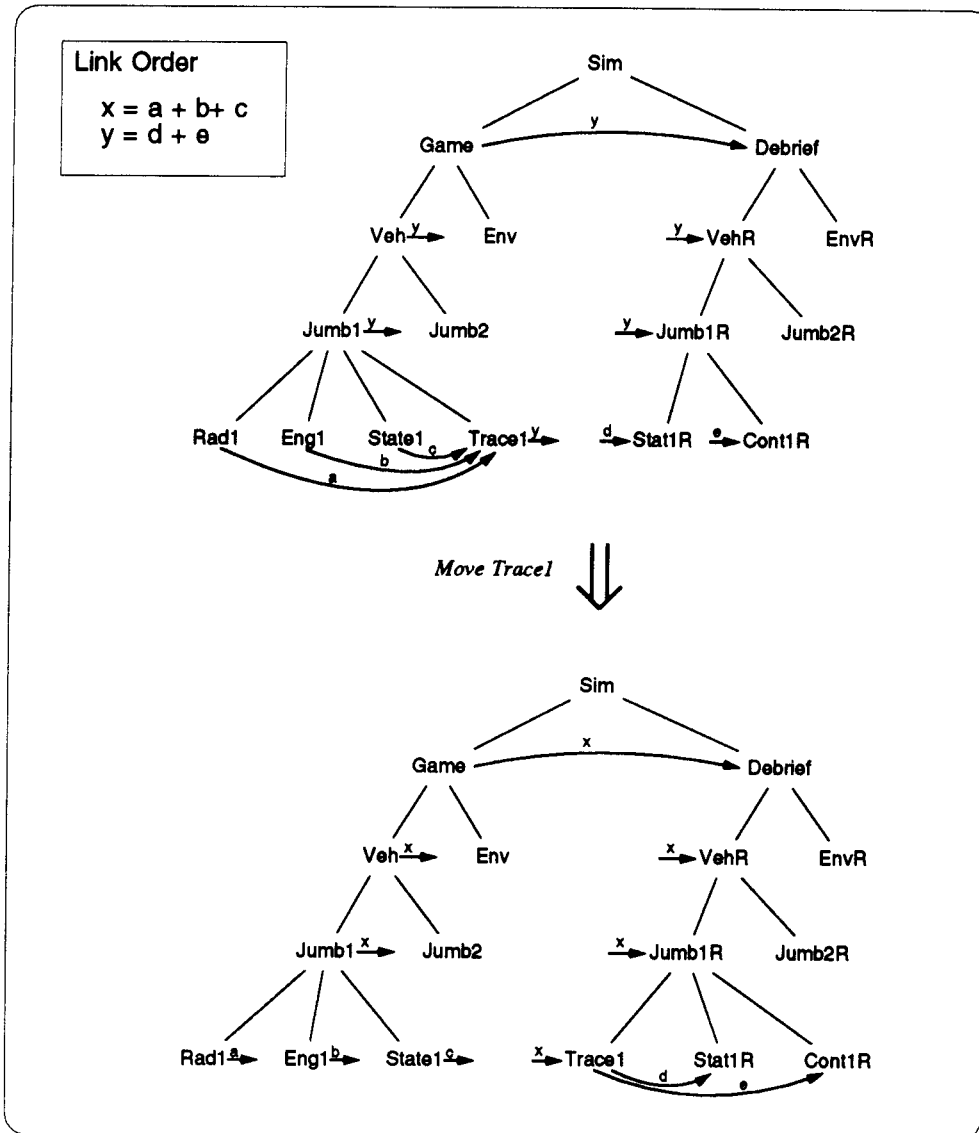 Link Order
x = a + b+ c
y = d + e
Sim
y
Game Debrief
Veh y Env y VehR EnvR
Jumb1 y Jumb2 y Jumb1R Jumb2R
Rad1 Eng1 State1 Trace1 y d Stat1R e Cont1R
c
b
a
Move Trace1
Sim
x
Game Debrief
Veh x Env x VehR EnvR
Jumb1 x Jumb2 x Jumb1R Jumb2R
Rad1 a Eng1 b State1 c x Trace1 Stat1R Cont1R
d e